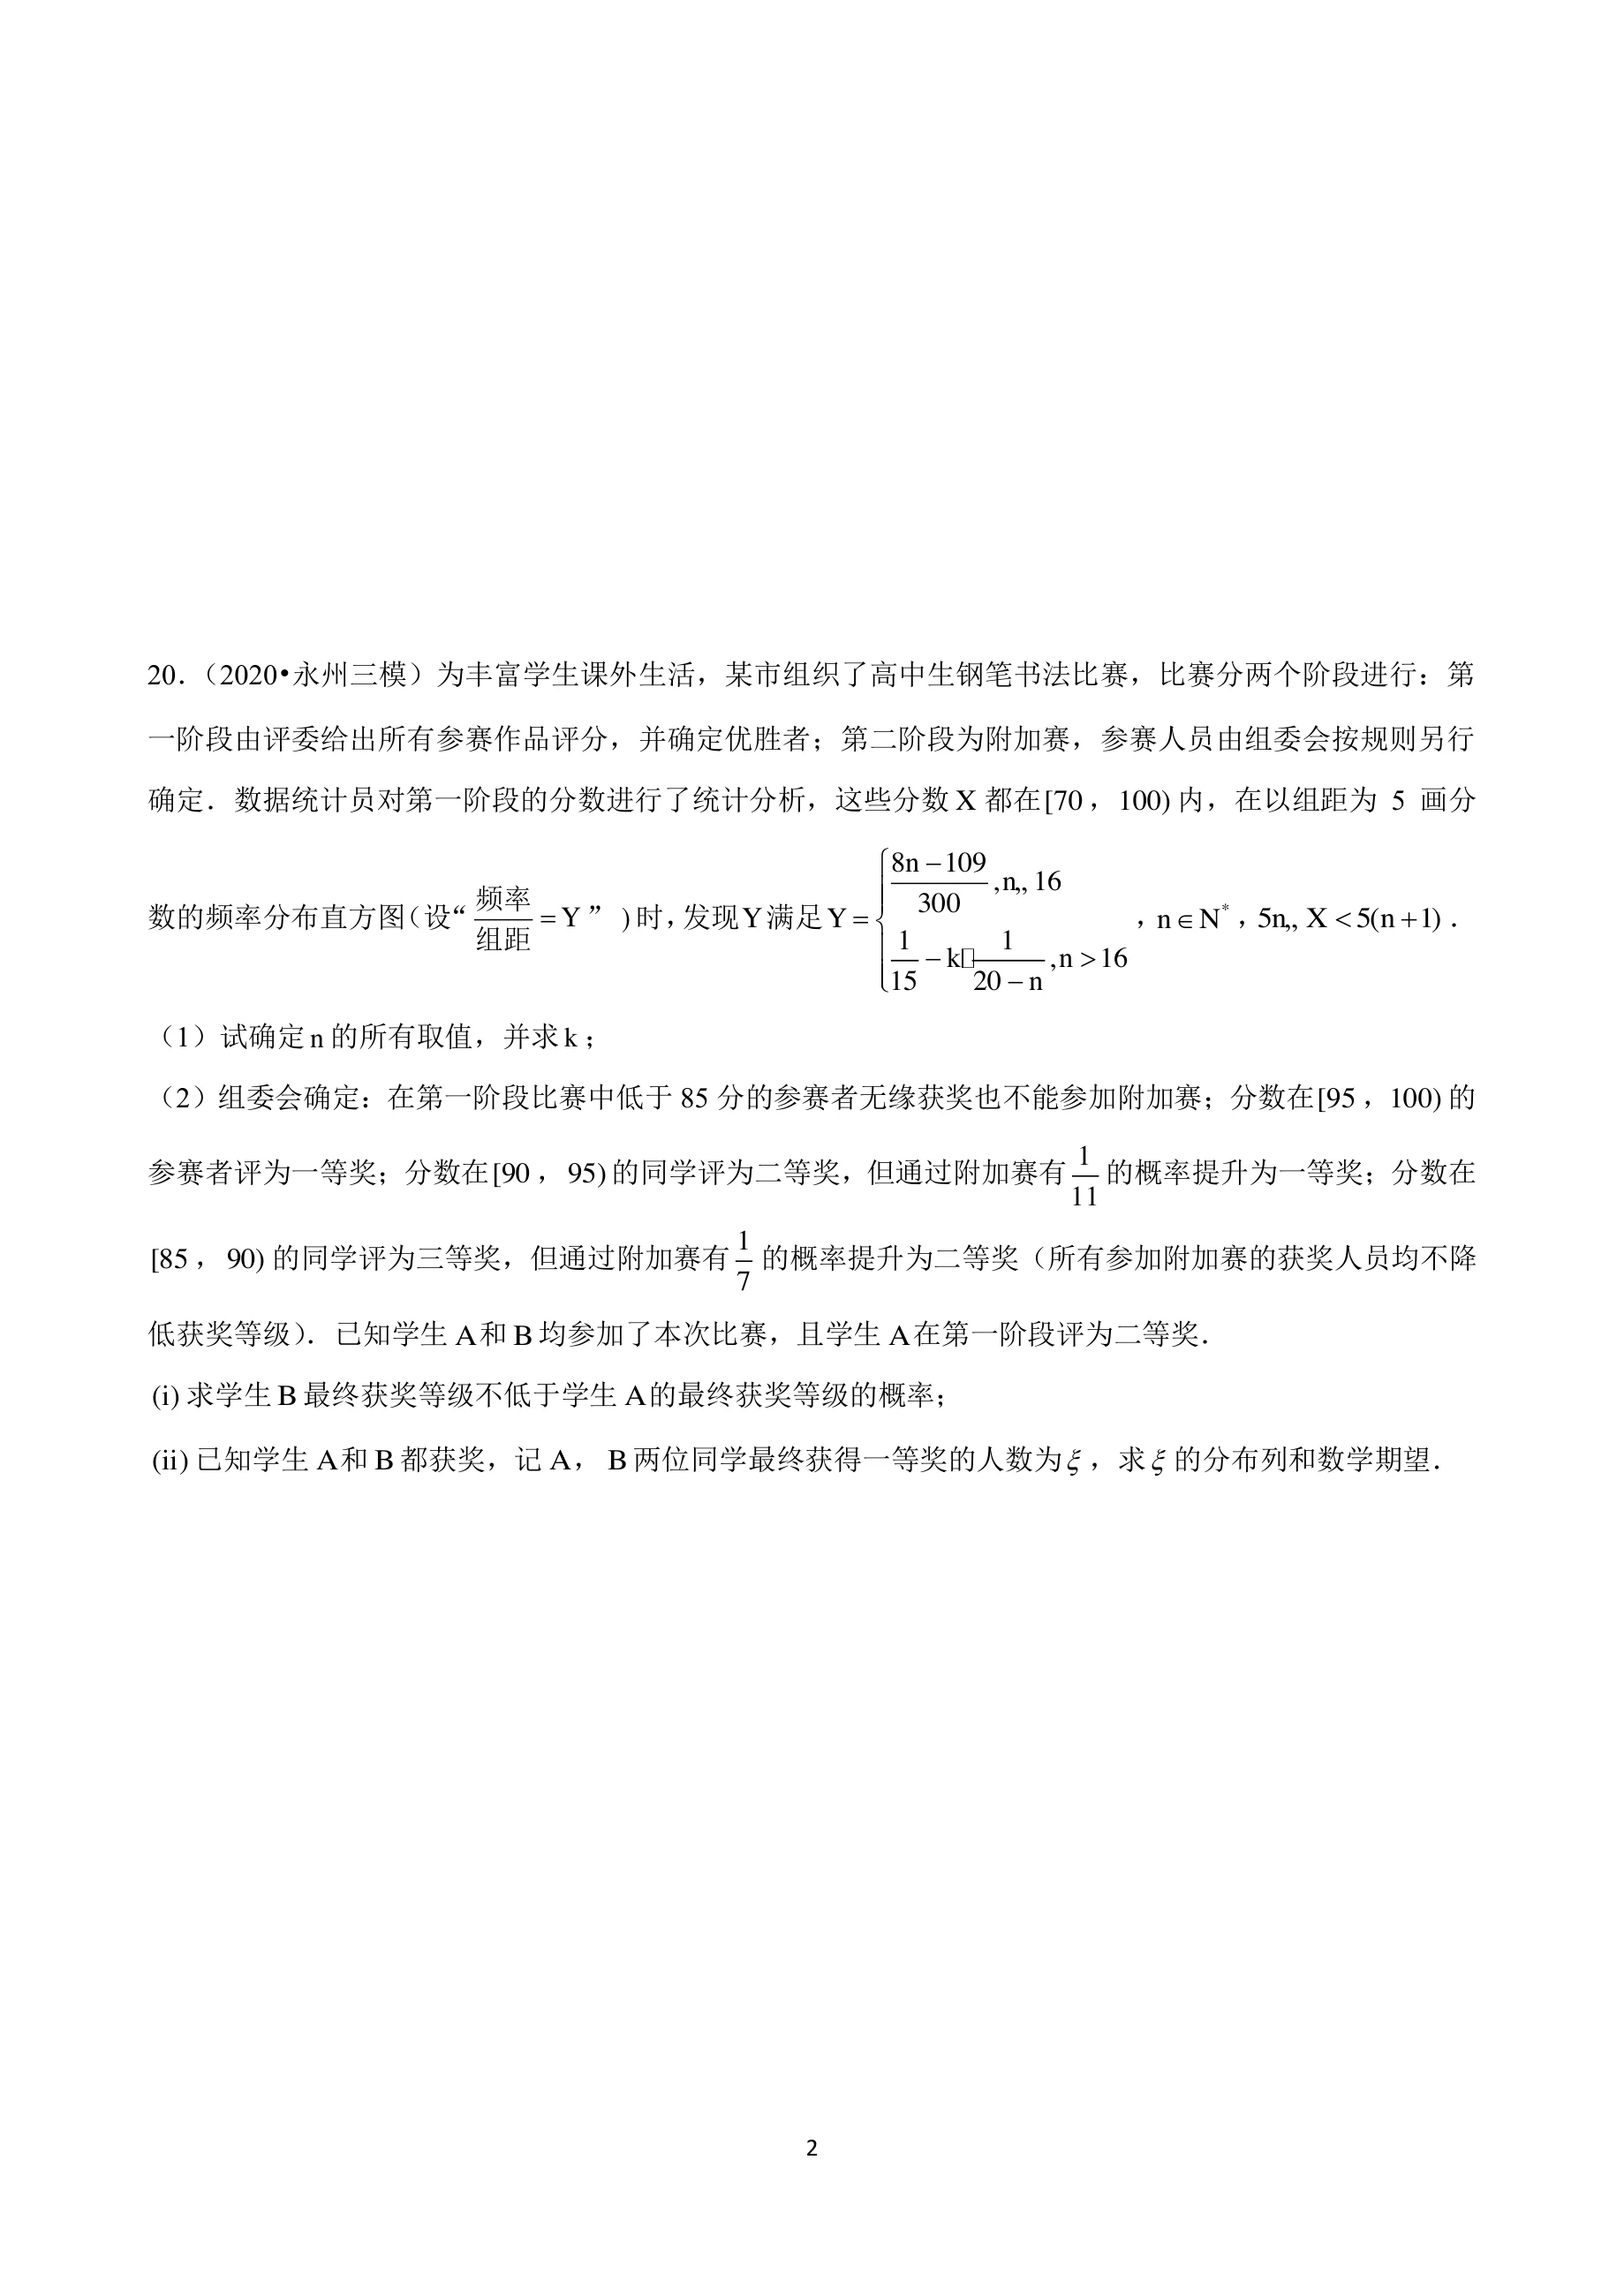 20.（2020•永州三模）为丰富学生课外生活，某市组织了高中生钢笔书法比赛，比赛分两个阶段进行：第
一阶段由评委给出所有参赛作品评分，并确定优胜者；第二阶段为附加赛，参赛人员由组委会按规则另行
确定．数据统计员对第一阶段的分数进行了统计分析，这些分数 X 都在[70， 100) 内，在以组距为 5 画分
数的频率分布直方图（设“ 频率/组距 = Y ” ) 时，发现 Y 满足 Y = { (8n − 109)/300 , n,, 16 ; 1/15 − k□ 1/(20 − n) , n > 16 ， n ∈ N* ，5n,, X < 5(n + 1) ．
（1）试确定 n 的所有取值，并求 k ；
（2）组委会确定：在第一阶段比赛中低于 85 分的参赛者无缘获奖也不能参加附加赛；分数在[95， 100) 的
参赛者评为一等奖；分数在[90， 95) 的同学评为二等奖，但通过附加赛有 1/11 的概率提升为一等奖；分数在
[85， 90) 的同学评为三等奖，但通过附加赛有 1/7 的概率提升为二等奖（所有参加附加赛的获奖人员均不降
低获奖等级）．已知学生 A和 B 均参加了本次比赛，且学生 A在第一阶段评为二等奖．
(i) 求学生 B 最终获奖等级不低于学生 A的最终获奖等级的概率；
(ii) 已知学生 A和 B 都获奖，记 A， B 两位同学最终获得一等奖的人数为 ξ ，求 ξ 的分布列和数学期望．
2